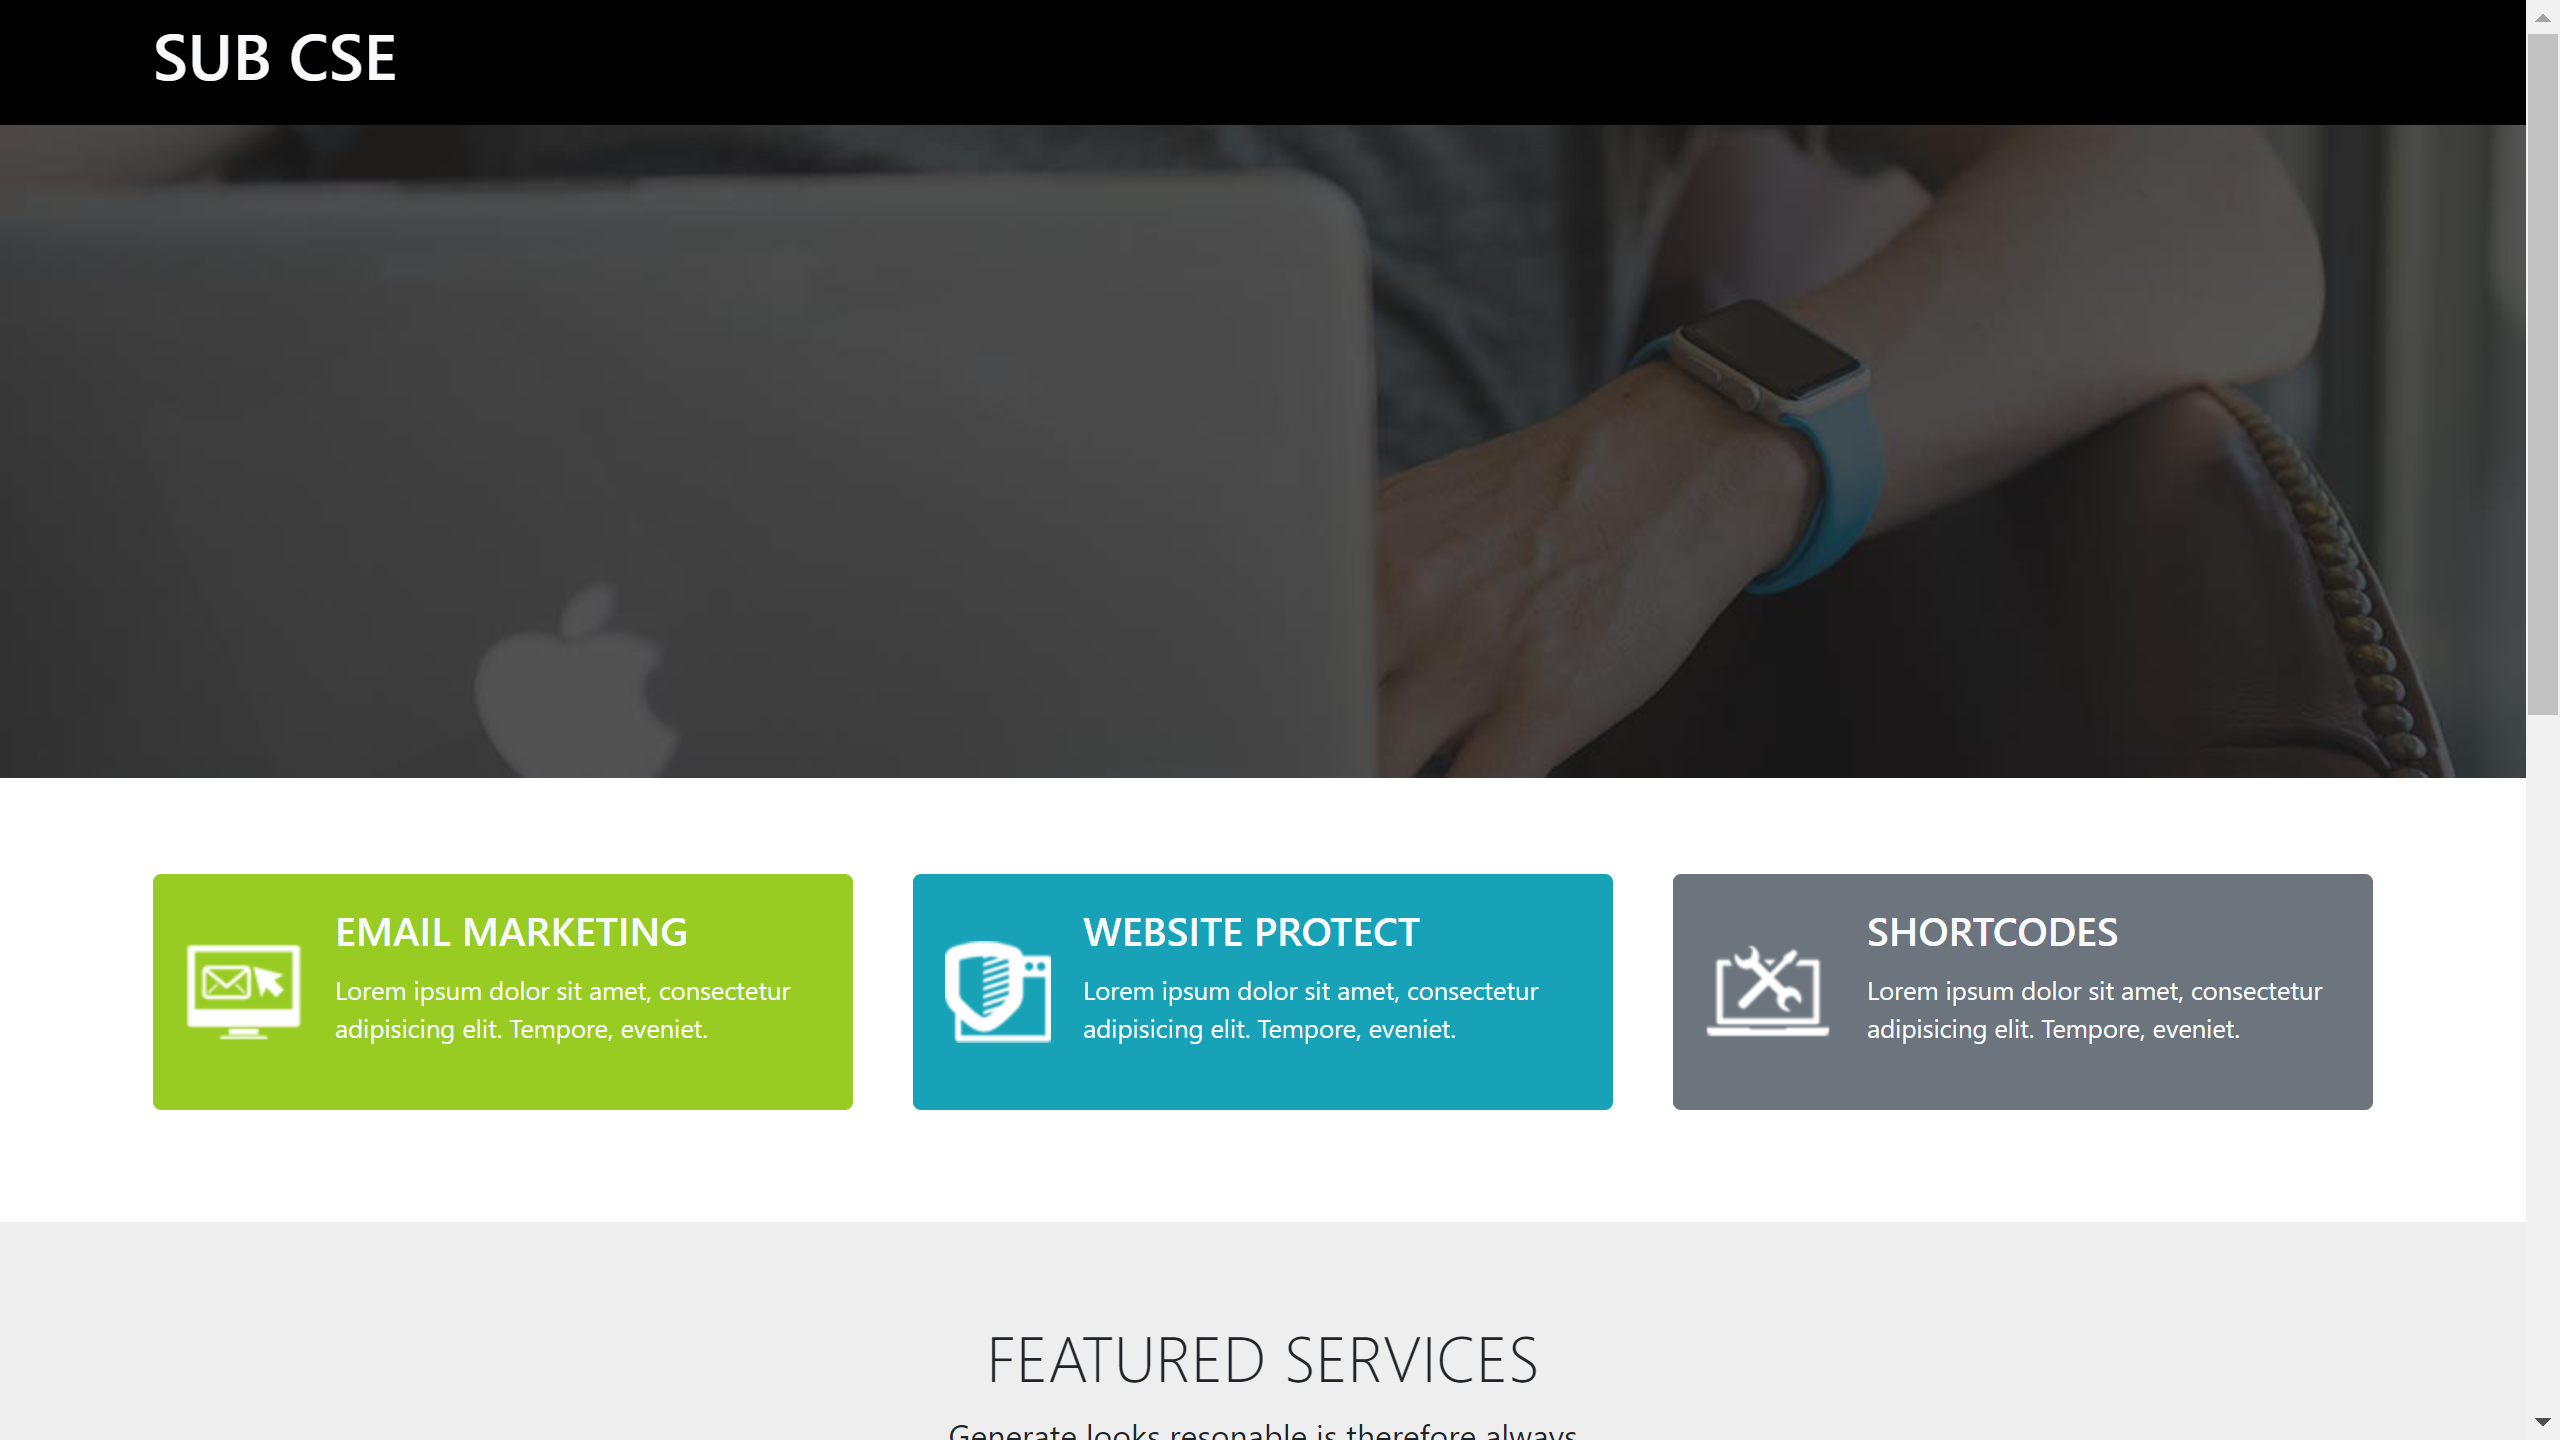 SUB CSE
EMAIL MARKETING
Lorem ipsum dolor sit amet, consectetur
adipisicing elit. Tempore, eveniet.
WEBSITE PROTECT
Lorem ipsum dolor sit amet, consectetur
adipisicing elit. Tempore, eveniet.
SHORTCODES
Lorem ipsum dolor sit amet, consectetur
adipisicing elit. Tempore, eveniet.
FEATURED SERVICES
Generate looks resonable is therefore always